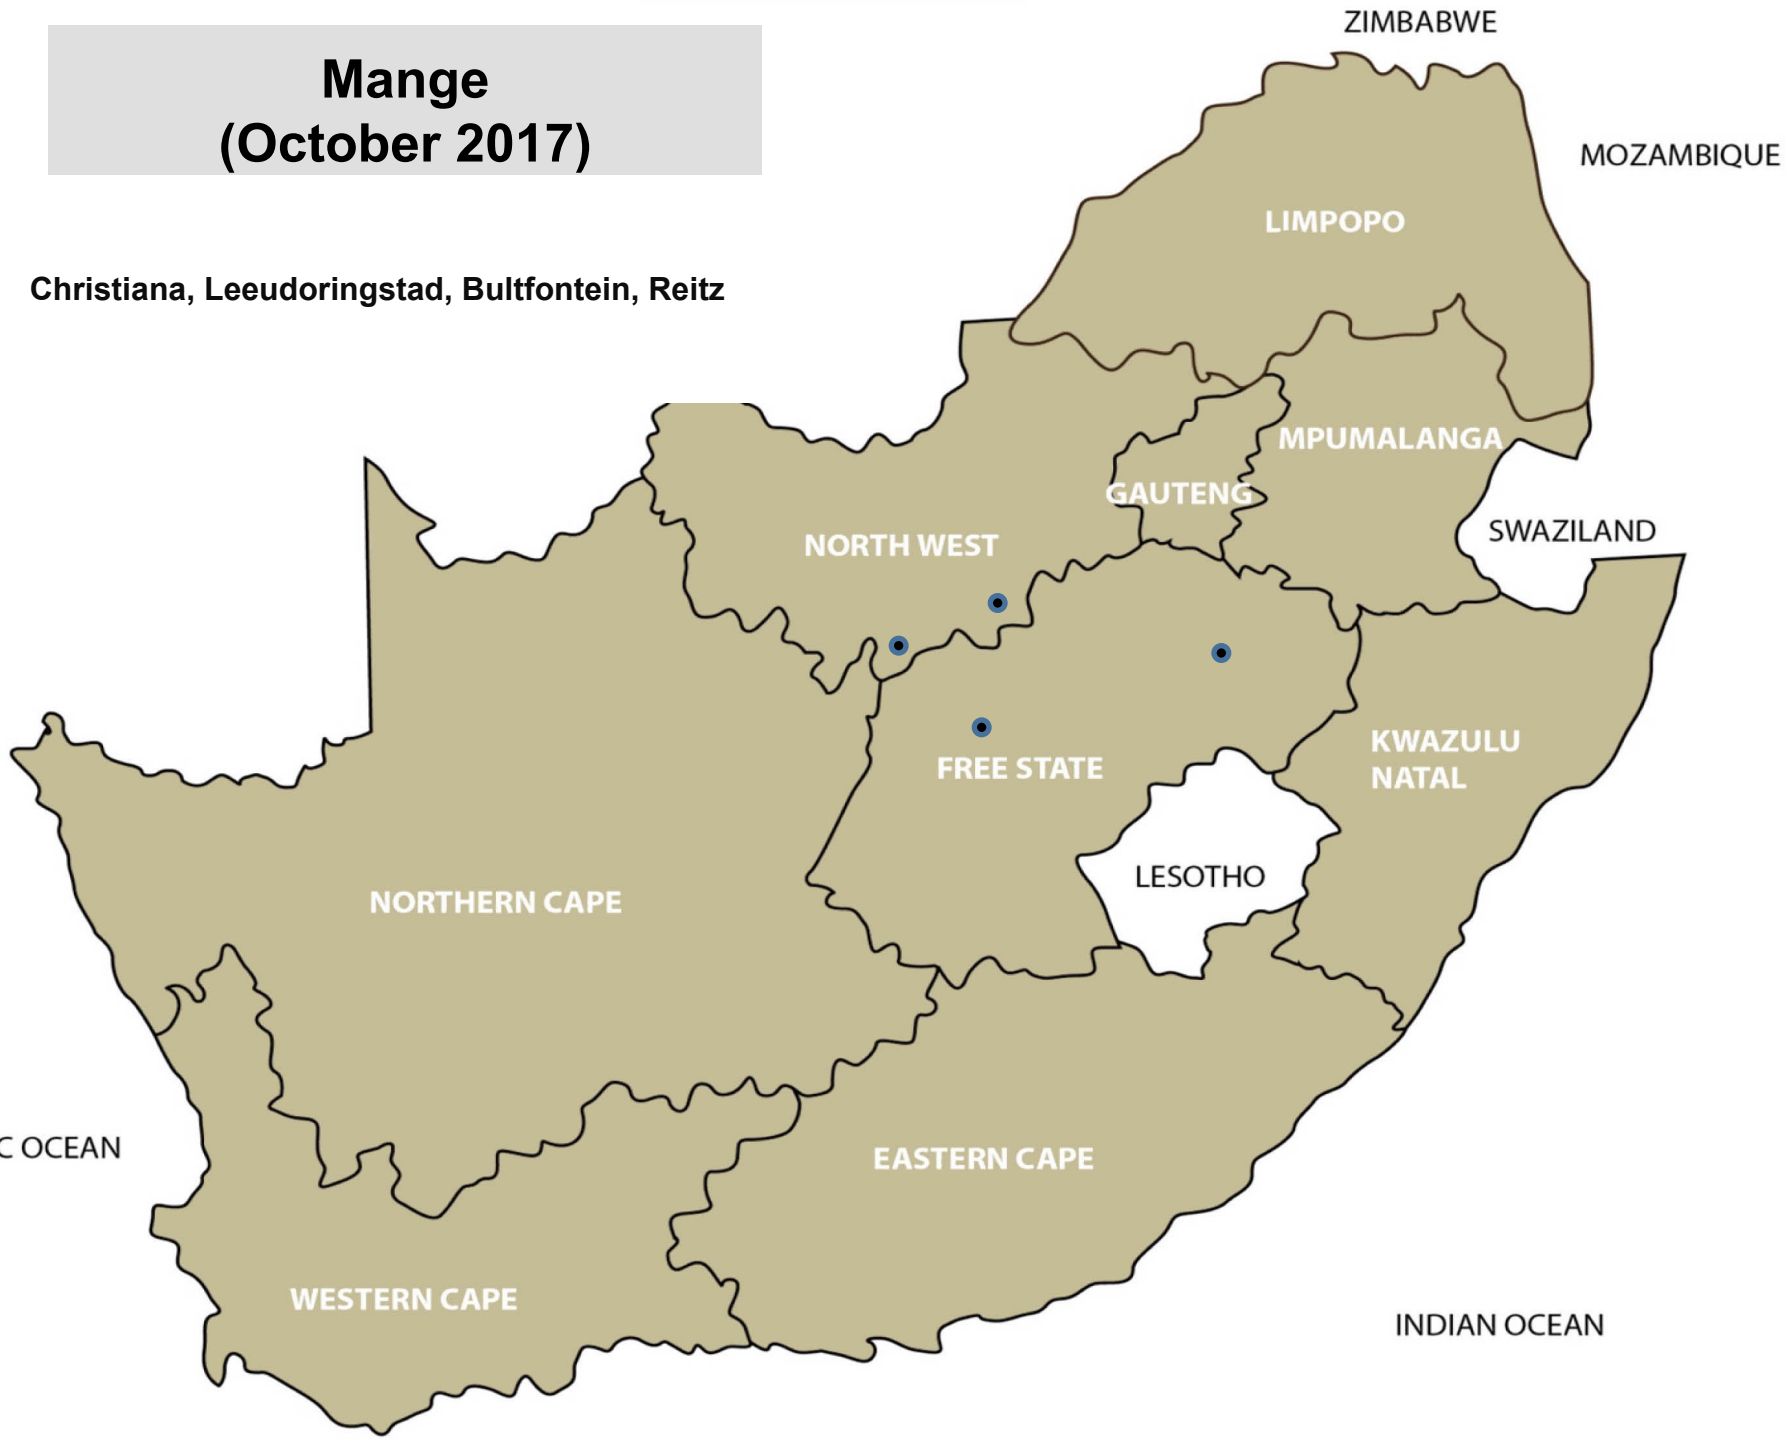 Mange
(October 2017)
Christiana, Leeudoringstad, Bultfontein, Reitz
ZIMBABWE
MOZAMBIQUE
LIMPOPO
MPUMALANGA
GAUTENG
SWAZILAND
NORTH WEST
KWAZULU
NATAL
FREE STATE
LESOTHO
NORTHERN CAPE
C OCEAN
EASTERN CAPE
WESTERN CAPE
INDIAN OCEAN